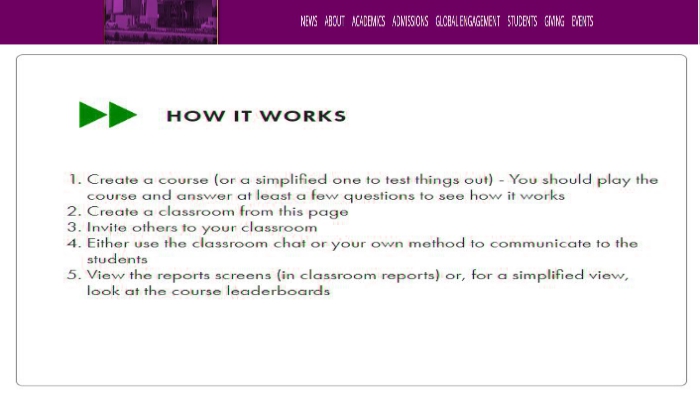 NEWS ABOUT ACADEMICS ADMISSIONS GLOBAL ENGAGEMENT STUDENTS GIVING EVENTS
HOW IT WORKS
1. Create a course (or a simplified one to test things out) - You should play the
course and answer at least a few questions to see how it works
2. Create a classroom from this page
3. Invite others to your classroom
4. Either use the classroom chat or your own method to communicate to the
students
5. View the reports screens (in classroom reports) or, for a simplified view,
look at the course leaderboards